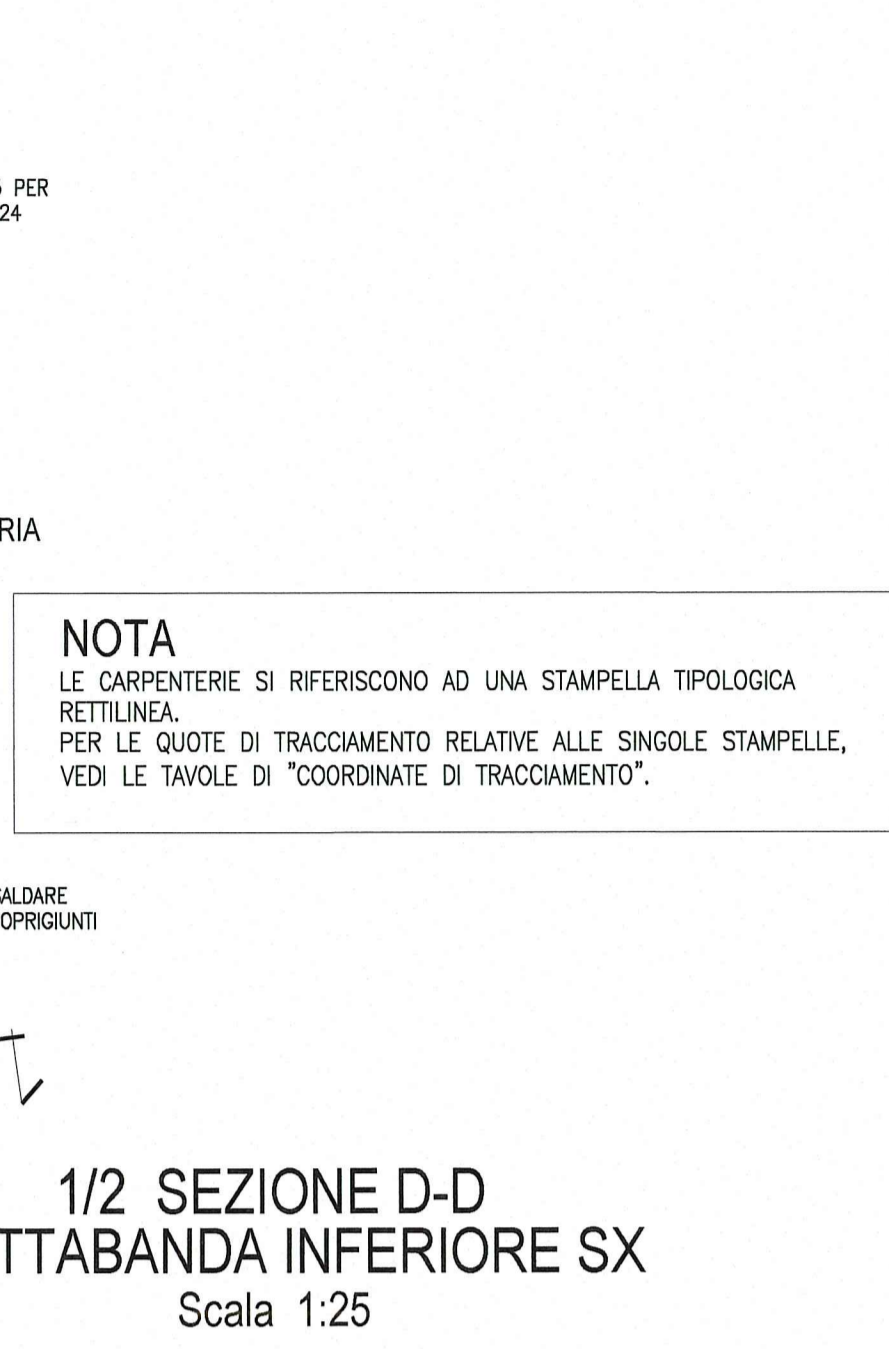 PER
24
RIA
NOTA
LE CARPENTERIE SI RIFERISCONO AD UNA STAMPELLA TIPOLOGICA
RETTILINEA.
PER LE QUOTE DI TRACCIAMENTO RELATIVE ALLE SINGOLE STAMPELLE,
VEDI LE TAVOLE DI "COORDINATE DI TRACCIAMENTO".
SALDARE
OPRIGIUNTI
1/2 SEZIONE D-D
TTABANDA INFERIORE SX
Scala 1:25